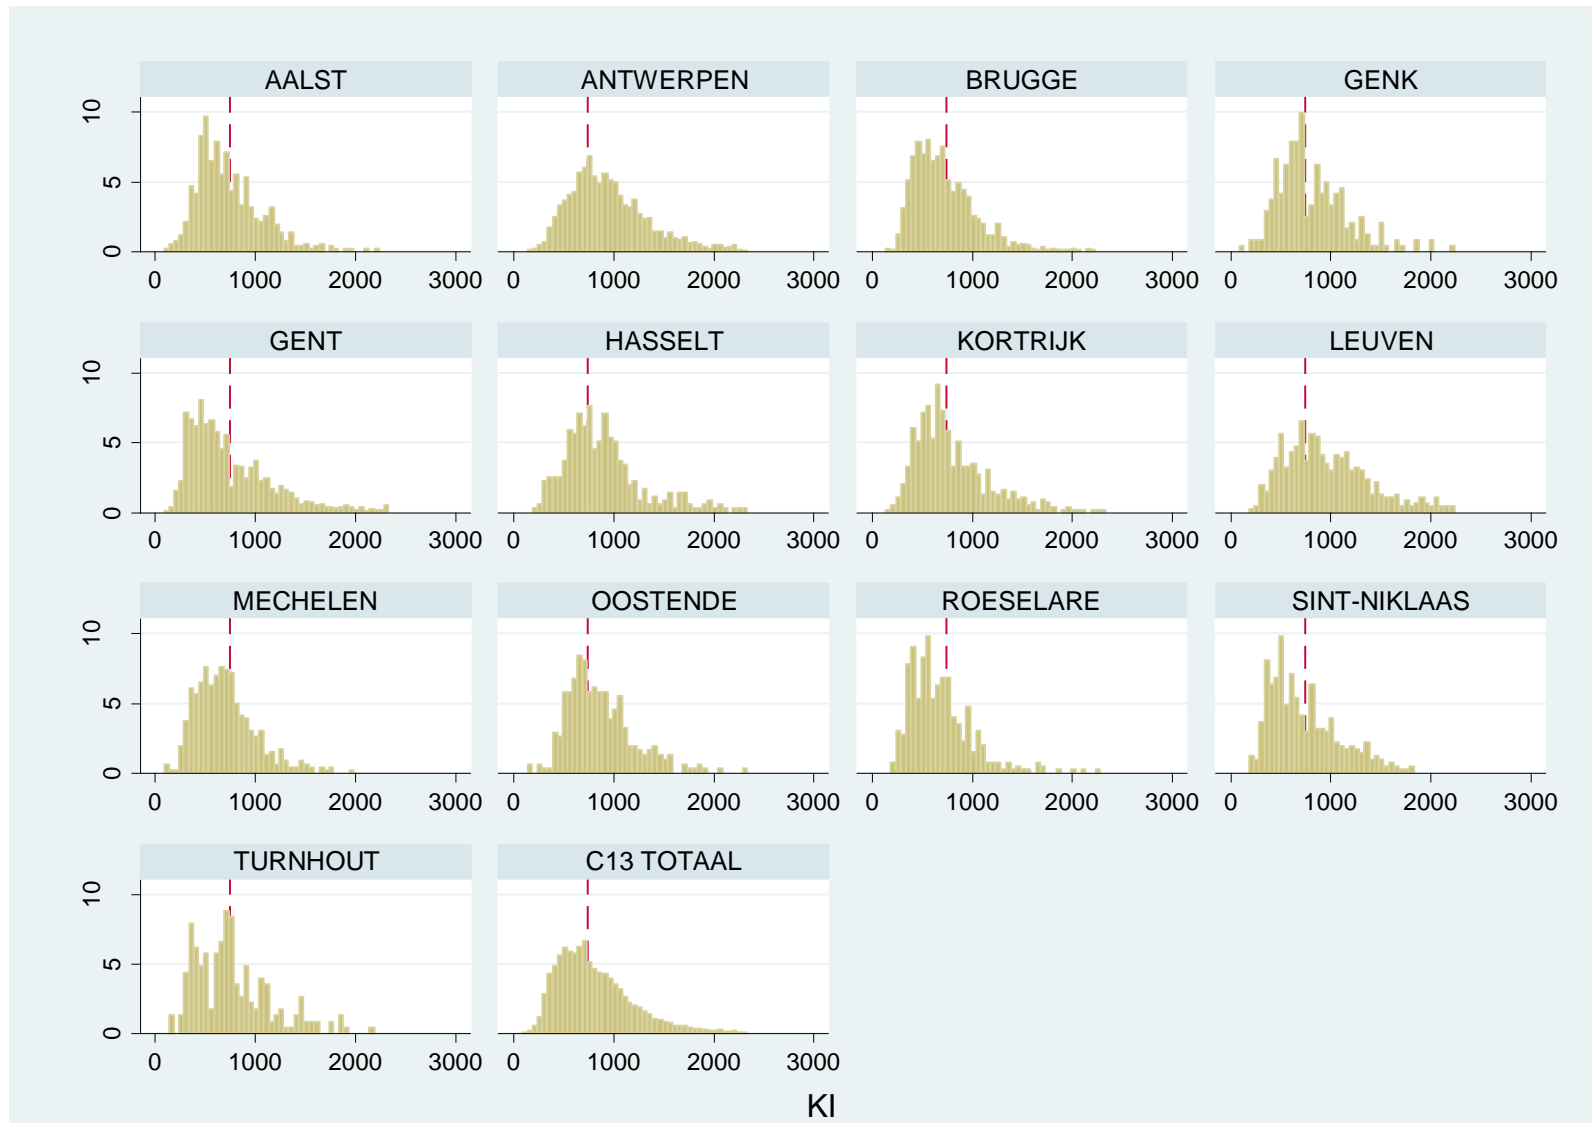 AALST ANTWERPEN BRUGGE GENK
10
5
0
0 1000 2000 3000 0 1000 2000 3000 0 1000 2000 3000 0 1000 2000 3000
GENT HASSELT KORTRIJK LEUVEN
10
5
0
0 1000 2000 3000 0 1000 2000 3000 0 1000 2000 3000 0 1000 2000 3000
MECHELEN OOSTENDE ROESELARE SINT-NIKLAAS
10
5
0
0 1000 2000 3000 0 1000 2000 3000 0 1000 2000 3000 0 1000 2000 3000
TURNHOUT C13 TOTAAL
10
5
0
0 1000 2000 3000 0 1000 2000 3000
KI